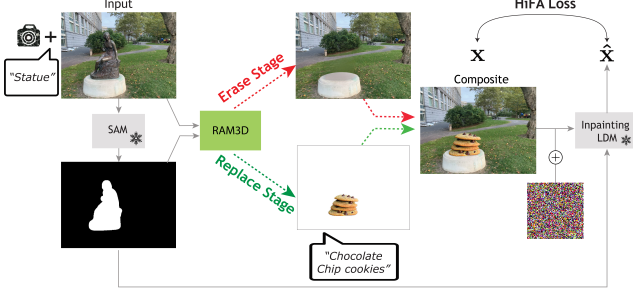 Input
HiFA Loss
"Statue"
x
x̂
Composite
Erase Stage
SAM
RAM3D
Inpainting
LDM
Replace Stage
"Chocolate
Chip cookies"